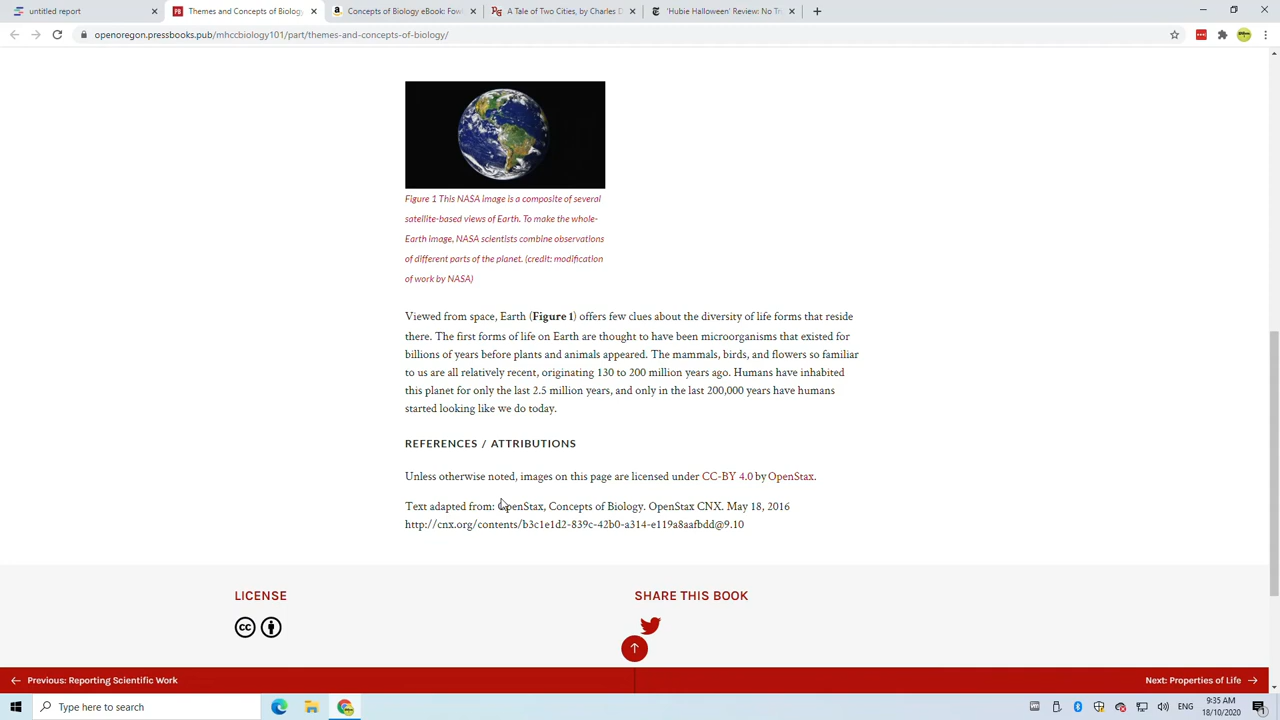 untitled report
Themes and Concepts of Biology
Concepts of Biology eBook: Fow
A Tale of Two Cities, by Charles D
'Hubie Halloween' Review: No Tri
openoregon.pressbooks.pub/mhccbiology101/part/themes-and-concepts-of-biology/
Figure 1 This NASA image is a composite of several
satellite-based views of Earth. To make the whole-
Earth image, NASA scientists combine observations
of different parts of the planet. (credit: modification
of work by NASA)
Viewed from space, Earth (Figure 1) offers few clues about the diversity of life forms that reside
there. The first forms of life on Earth are thought to have been microorganisms that existed for
billions of years before plants and animals appeared. The mammals, birds, and flowers so familiar
to us are all relatively recent, originating 130 to 200 million years ago. Humans have inhabited
this planet for only the last 2.5 million years, and only in the last 200,000 years have humans
started looking like we do today.
REFERENCES / ATTRIBUTIONS
Unless otherwise noted, images on this page are licensed under CC-BY 4.0 by OpenStax.
Text adapted from: OpenStax, Concepts of Biology. OpenStax CNX. May 18, 2016
http://cnx.org/contents/b3c1e1d2-839c-42b0-a314-e119a8aafbdd@9.10
LICENSE
SHARE THIS BOOK
Previous: Reporting Scientific Work
Next: Properties of Life
Type here to search
ENG
9:35 AM
18/10/2020